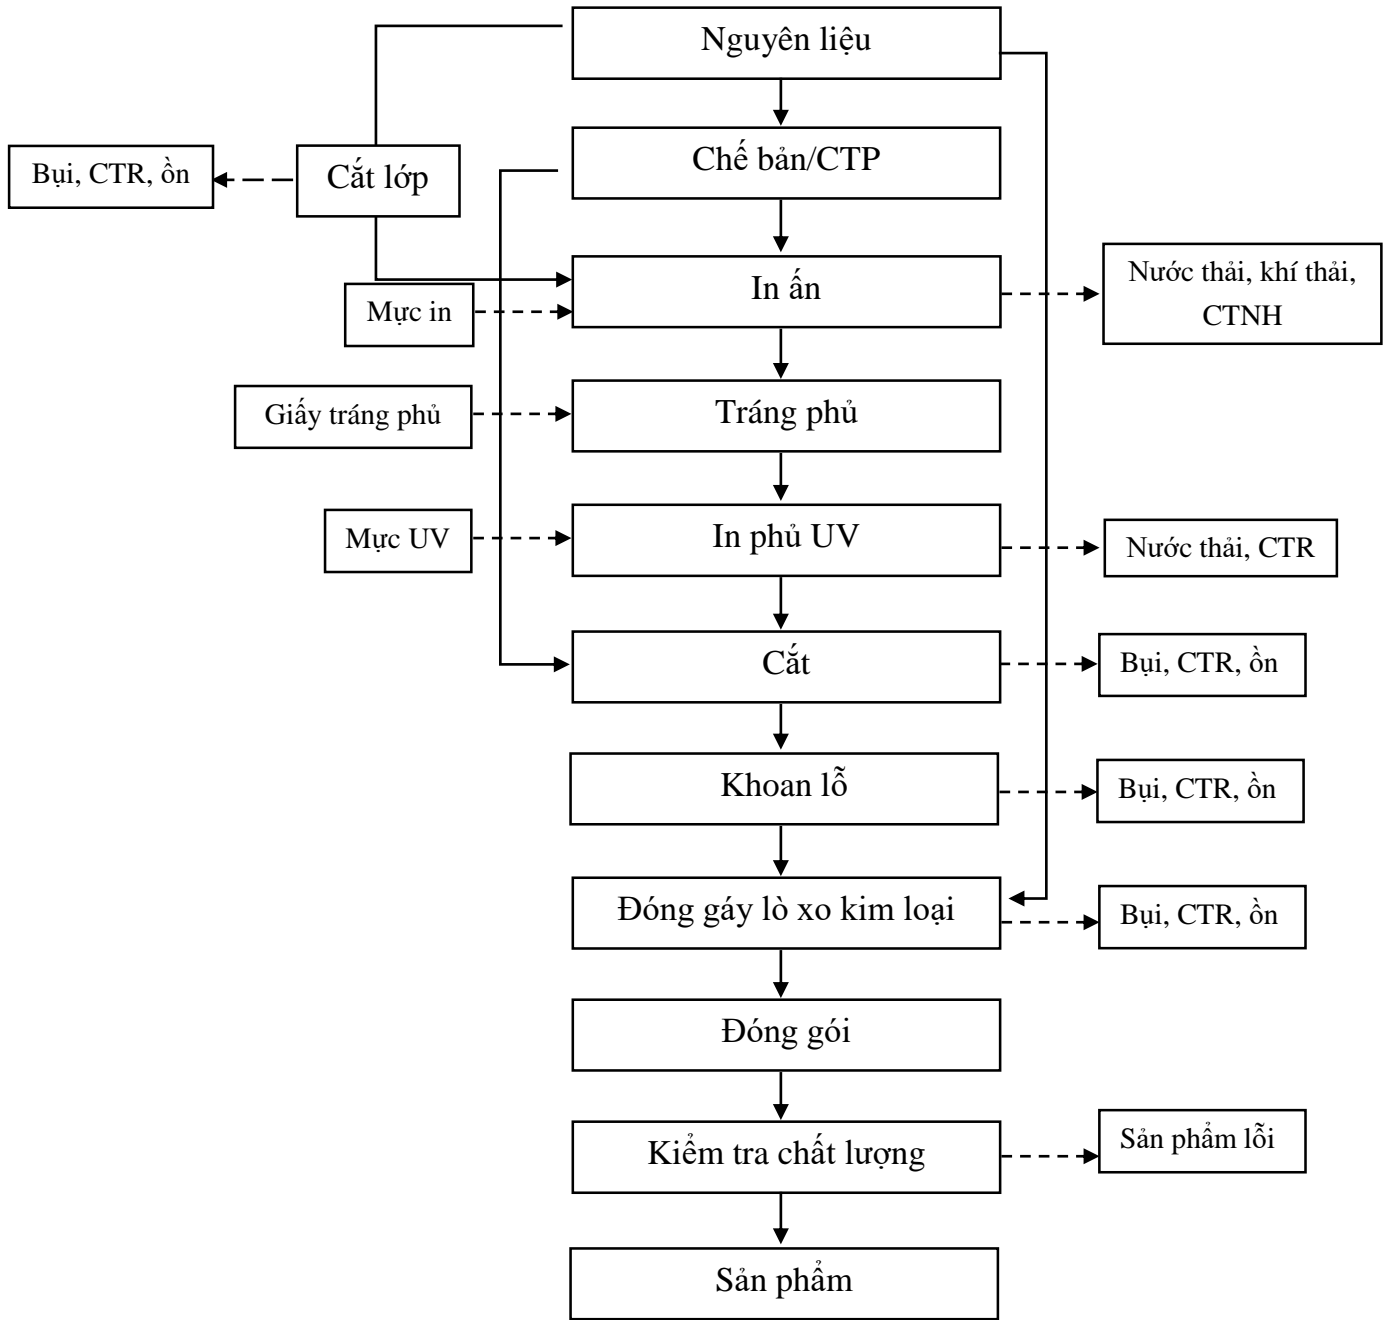 Nguyên liệu
Chế bản/CTP
Bụi, CTR, ồn
Cắt lớp
In ấn
Nước thải, khí thải,
CTNH
Mực in
Giấy tráng phủ
Tráng phủ
Mực UV
In phủ UV
Nước thải, CTR
Cắt
Bụi, CTR, ồn
Khoan lỗ
Bụi, CTR, ồn
Đóng gáy lò xo kim loại
Bụi, CTR, ồn
Đóng gói
Kiểm tra chất lượng
Sản phẩm lỗi
Sản phẩm